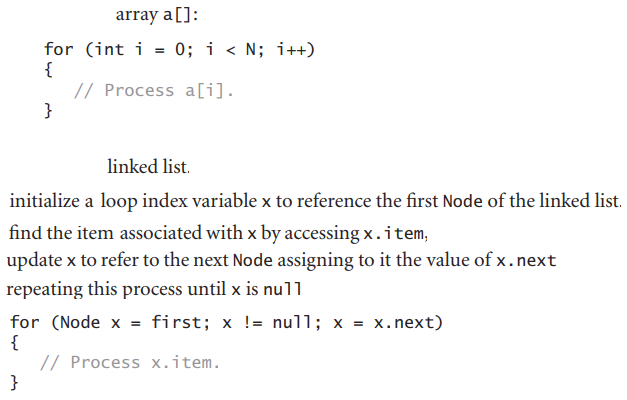 array a[]:
for (int i = 0; i < N; i++)
{
// Process a[i].
}
linked list.
initialize a loop index variable x to reference the first Node of the linked list.
find the item associated with x by accessing x.item,
update x to refer to the next Node assigning to it the value of x.next
repeating this process until x is null
for (Node x = first; x != null; x = x.next)
{
// Process x.item.
}